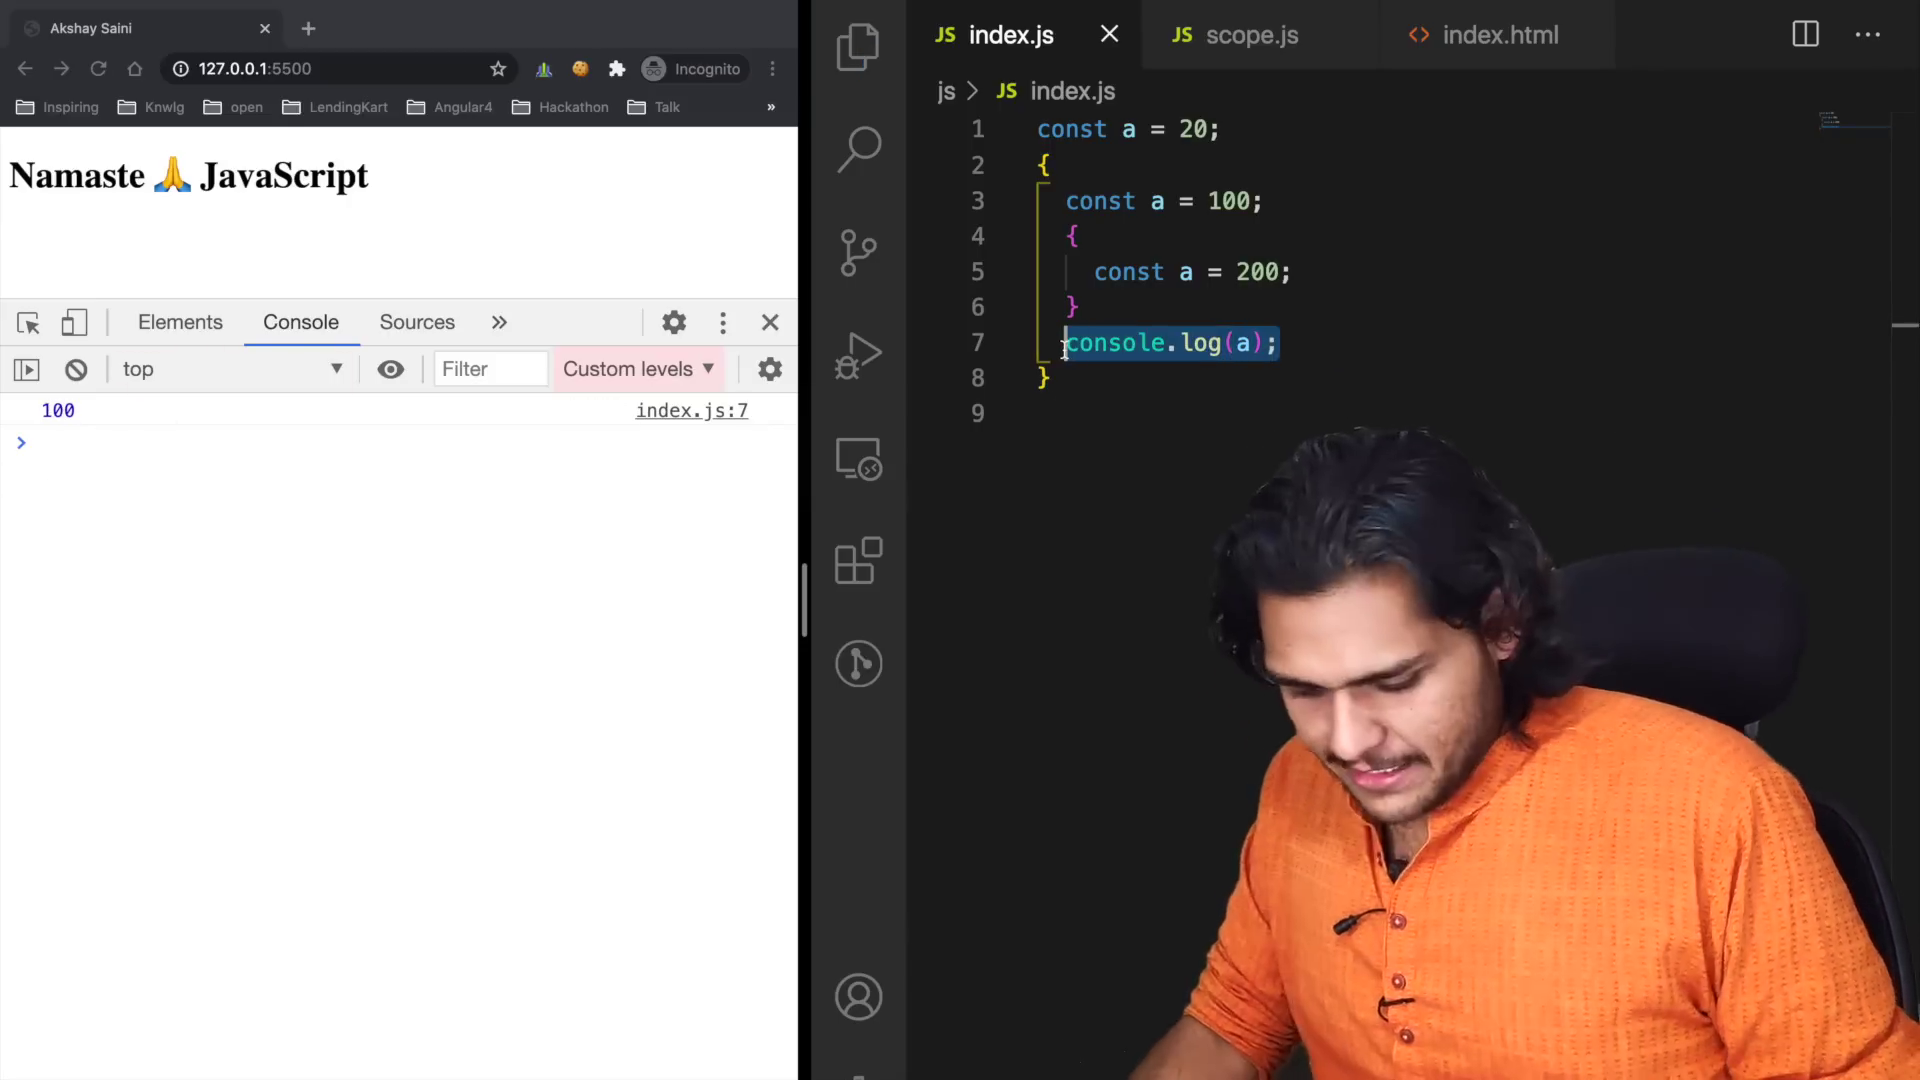 Akshay Saini
127.0.0.1:5500
Incognito
Inspiring Knwlg open LendingKart Angular4 Hackathon Talk »
Namaste 🙏 JavaScript
Elements Console Sources »
top Filter Custom levels
100 index.js:7
JS index.js JS scope.js <> index.html
js > JS index.js
1 const a = 20;
2 {
3 const a = 100;
4 {
5 const a = 200;
6 }
7 console.log(a);
8 }
9